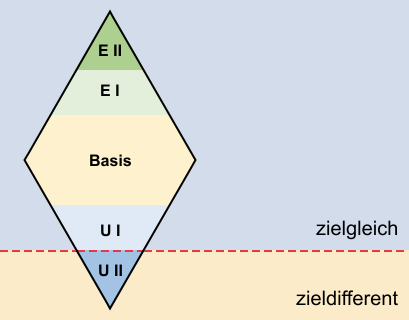 E II
E I
Basis
U I
zielgleich
U II
zieldifferent